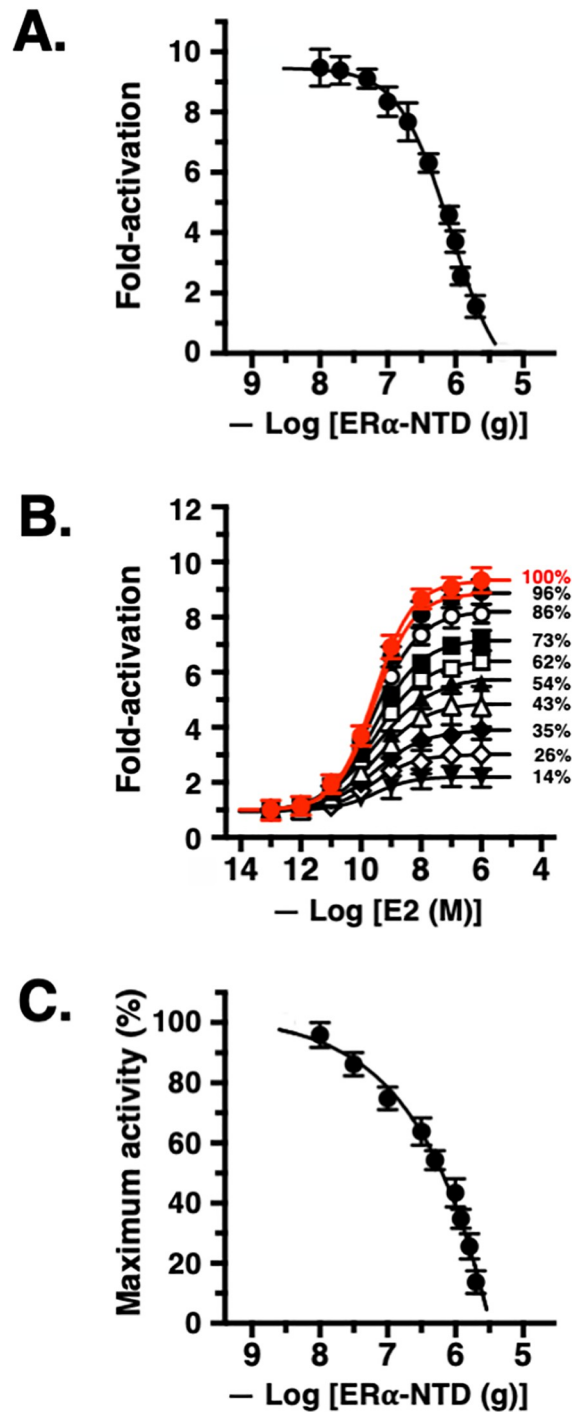 A.
Fold-activation
10
8
6
4
2
0
9 8 7 6 5
— Log [ERα-NTD (g)]
B.
Fold-activation
12
10
8
6
4
2
0
100%
96%
86%
73%
62%
54%
43%
35%
26%
14%
14 12 10 8 6 4
— Log [E2 (M)]
C.
Maximum activity (%)
100
80
60
40
20
0
9 8 7 6 5
— Log [ERα-NTD (g)]